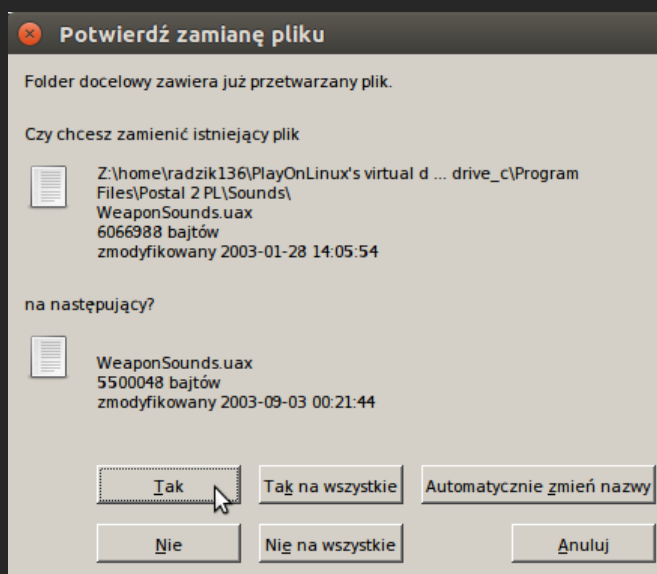 Potwierdź zamianę pliku
Folder docelowy zawiera już przetwarzany plik.
Czy chcesz zamienić istniejący plik
Z:\home\radzik136\PlayOnLinux's virtual d ... drive_c\Program
Files\Postal 2 PL\Sounds\
WeaponSounds.uax
6066988 bajtów
zmodyfikowany 2003-01-28 14:05:54
na następujący?
WeaponSounds.uax
5500048 bajtów
zmodyfikowany 2003-09-03 00:21:44
Tak
Tak na wszystkie
Automatycznie zmień nazwy
Nie
Nie na wszystkie
Anuluj